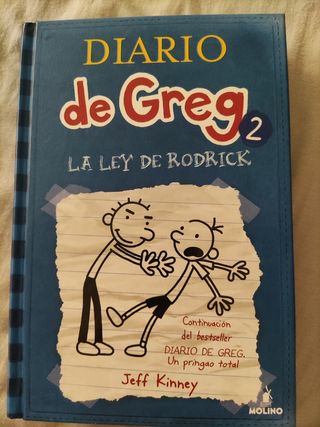 DIARIO
de Greg 2
LA LEY DE RODRICK
Continuación
del bestseller
DIARIO DE GREG.
Un pringao total
Jeff Kinney
MOLINO